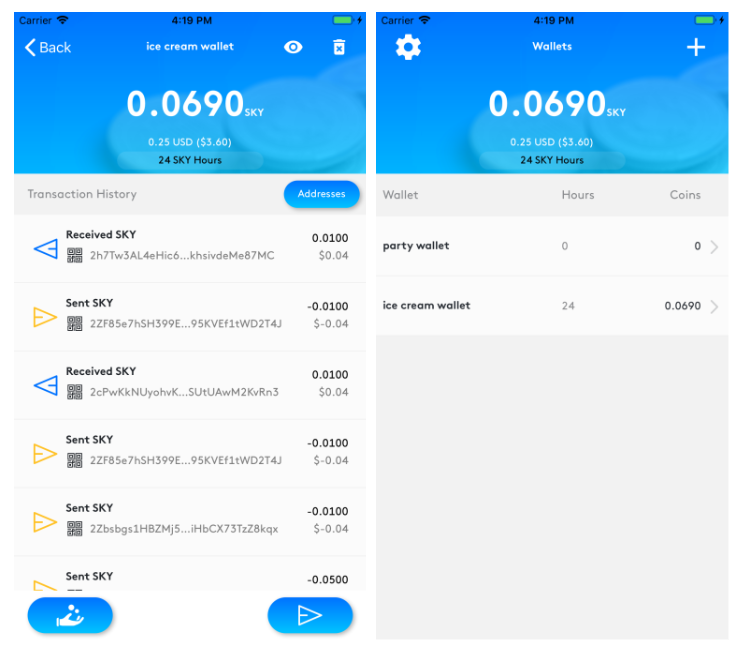 Carrier 4:19 PM
Back ice cream wallet
0.0690 SKY
0.25 USD ($3.60)
24 SKY Hours
Transaction History Addresses
Received SKY 0.0100
2h7Tw3AL4eHic6...khsivdeMe87MC $0.04
Sent SKY -0.0100
2ZF85e7hSH399E...95KVEf1tWD2T4J $-0.04
Received SKY 0.0100
2cPwKkNUyohvK...SUtUAwM2KvRn3 $0.04
Sent SKY -0.0100
2ZF85e7hSH399E...95KVEf1tWD2T4J $-0.04
Sent SKY -0.0100
2Zbsbgs1HBZMj5...iHbCX73TzZ8kqx $-0.04
Sent SKY -0.0500
Carrier 4:19 PM
Wallets
0.0690 SKY
0.25 USD ($3.60)
24 SKY Hours
Wallet Hours Coins
party wallet 0 0
ice cream wallet 24 0.0690